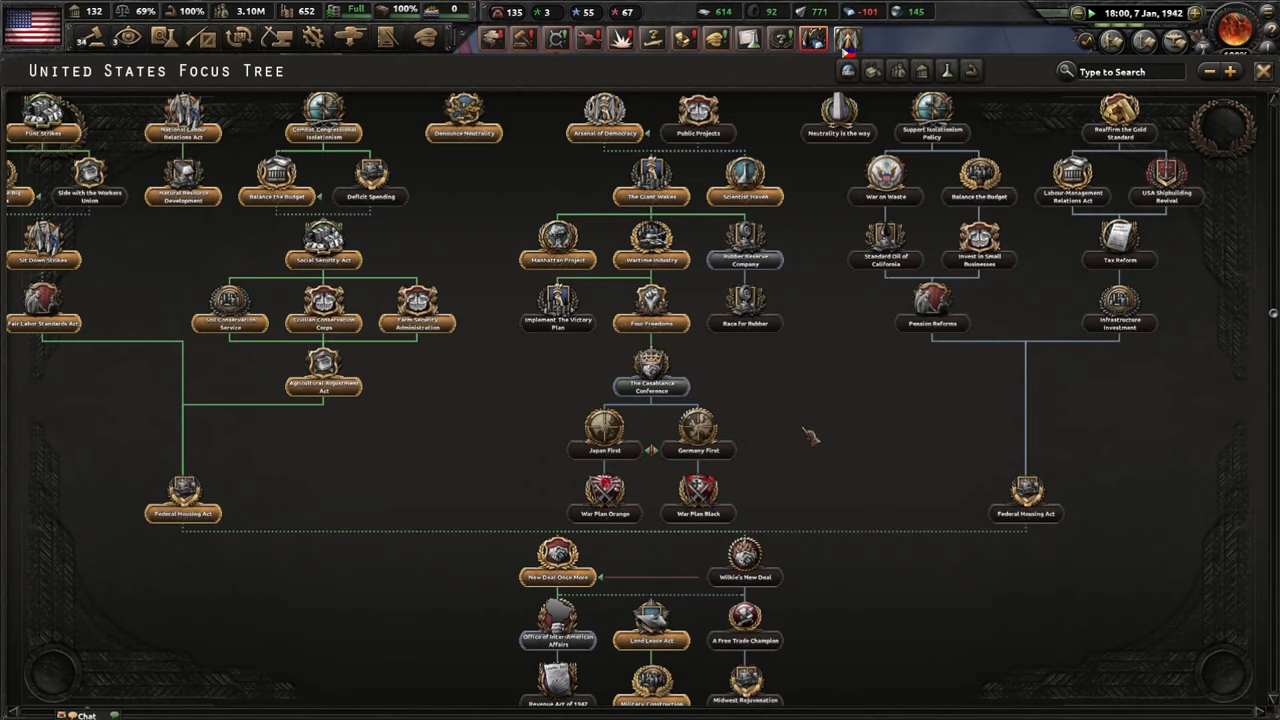 132 69% 100% 3.10M 652 Full 100% 0 135 3 55 67 614 92 771 -101 145 18:00, 7 Jan, 1942
34 3
United States Focus Tree
Type to Search
Flint Strikes
National Labour Relations Act
Combat Congressional Isolationism
Denounce Neutrality
Arsenal of Democracy
Public Projects
Neutrality is the way
Support Isolationism Policy
Reaffirm the Gold Standard
Side with the Workers Union
Natural Resource Development
Balance the Budget
Deficit Spending
The Giant Wakes
Scientist Haven
War on Waste
Balance the Budget
Labour-Management Relations Act
USA Shipbuilding Revival
Sit Down Strikes
Social Security Act
Manhattan Project
Wartime Industry
Rubber Reserve Company
Standard Oil of California
Invest in Small Businesses
Tax Reform
Fair Labor Standards Act
Soil Conservation Service
Civilian Conservation Corps
Farm Security Administration
Implement The Victory Plan
Four Freedoms
Race for Rubber
Pension Reforms
Infrastructure Investment
Agricultural Adjustment Act
The Casablanca Conference
Japan First
Germany First
Federal Housing Act
War Plan Orange
War Plan Black
Federal Housing Act
New Deal Once More
Wilkie's New Deal
Office of Inter-American Affairs
Lend Lease Act
A Free Trade Champion
Revenue Act of 1942
Military Construction
Midwest Rejuvenation
Chat